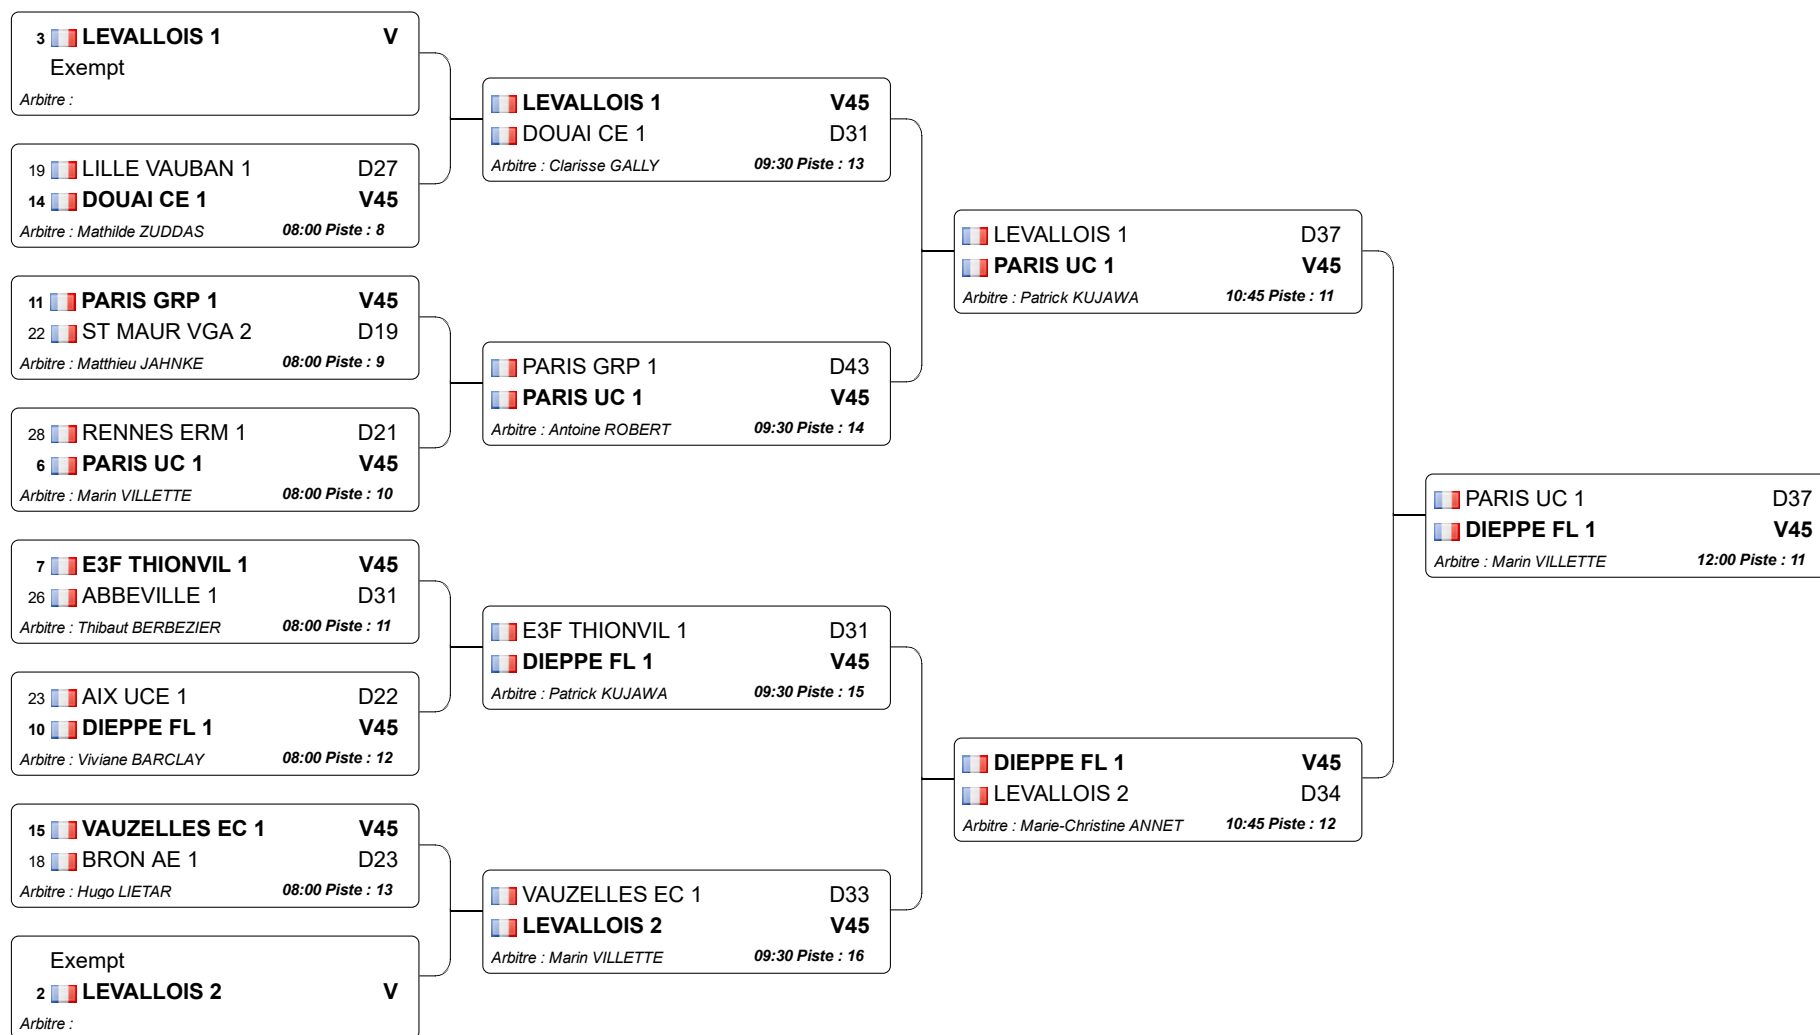 3 LEVALLOIS 1 V
Exempt
Arbitre :
19 LILLE VAUBAN 1 D27
14 DOUAI CE 1 V45
Arbitre : Mathilde ZUDDAS 08:00 Piste : 8
11 PARIS GRP 1 V45
22 ST MAUR VGA 2 D19
Arbitre : Matthieu JAHNKE 08:00 Piste : 9
28 RENNES ERM 1 D21
6 PARIS UC 1 V45
Arbitre : Marin VILLETTE 08:00 Piste : 10
7 E3F THIONVIL 1 V45
26 ABBEVILLE 1 D31
Arbitre : Thibaut BERBEZIER 08:00 Piste : 11
23 AIX UCE 1 D22
10 DIEPPE FL 1 V45
Arbitre : Viviane BARCLAY 08:00 Piste : 12
15 VAUZELLES EC 1 V45
18 BRON AE 1 D23
Arbitre : Hugo LIETAR 08:00 Piste : 13
Exempt
2 LEVALLOIS 2 V
Arbitre :
LEVALLOIS 1 V45
DOUAI CE 1 D31
Arbitre : Clarisse GALLY 09:30 Piste : 13
PARIS GRP 1 D43
PARIS UC 1 V45
Arbitre : Antoine ROBERT 09:30 Piste : 14
E3F THIONVIL 1 D31
DIEPPE FL 1 V45
Arbitre : Patrick KUJAWA 09:30 Piste : 15
VAUZELLES EC 1 D33
LEVALLOIS 2 V45
Arbitre : Marin VILLETTE 09:30 Piste : 16
LEVALLOIS 1 D37
PARIS UC 1 V45
Arbitre : Patrick KUJAWA 10:45 Piste : 11
DIEPPE FL 1 V45
LEVALLOIS 2 D34
Arbitre : Marie-Christine ANNET 10:45 Piste : 12
PARIS UC 1 D37
DIEPPE FL 1 V45
Arbitre : Marin VILLETTE 12:00 Piste : 11